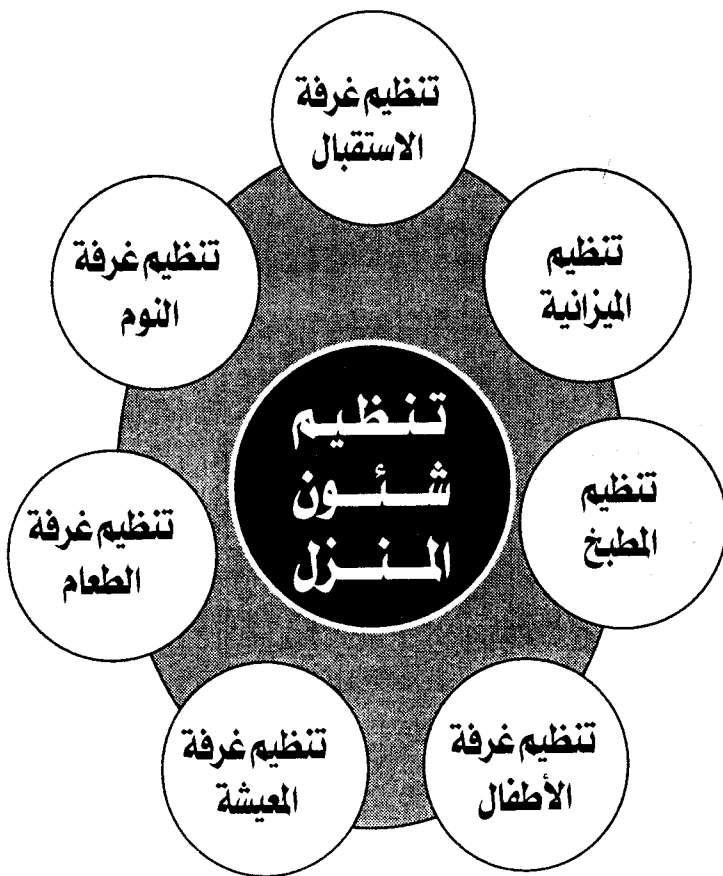 تنظيم غرفة
الاستقبال
تنظيم
الميزانية
تنظيم غرفة
النوم
تنظيم
شئون
المنزل
تنظيم
المطبخ
تنظيم غرفة
الطعام
تنظيم غرفة
الأطفال
تنظيم غرفة
المعيشة